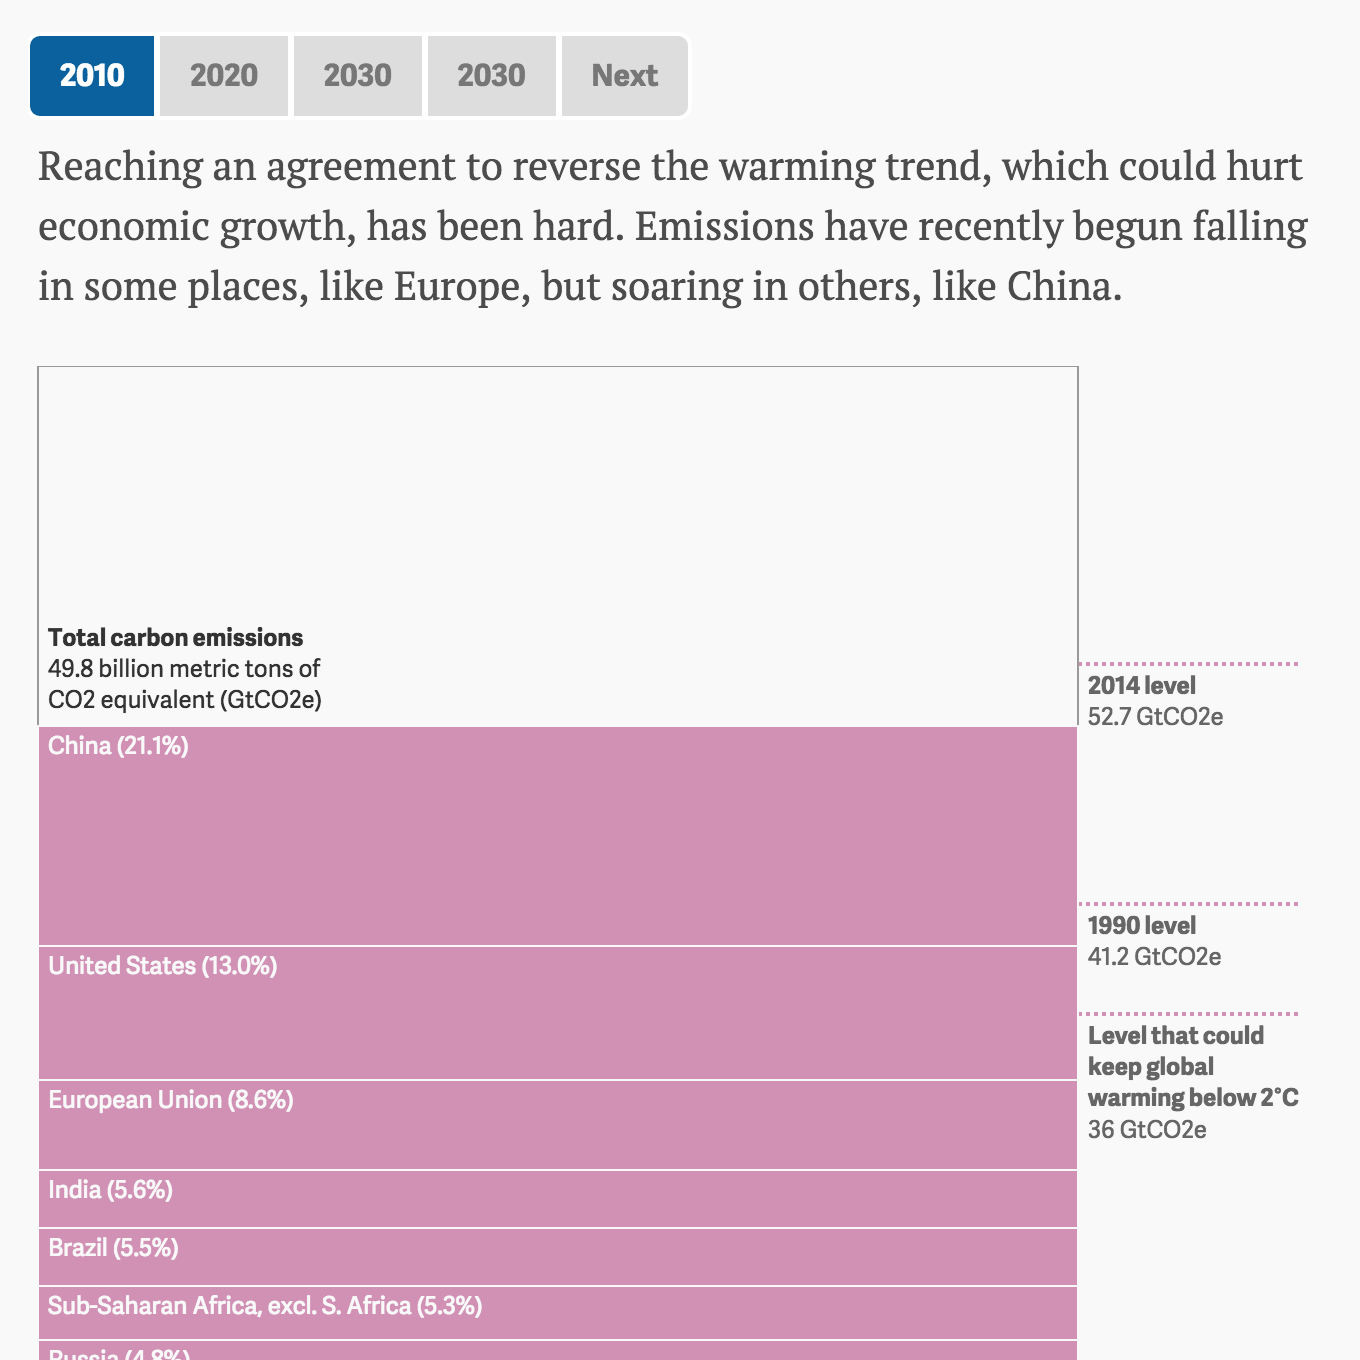 2010 2020 2030 2030 Next
Reaching an agreement to reverse the warming trend, which could hurt
economic growth, has been hard. Emissions have recently begun falling
in some places, like Europe, but soaring in others, like China.
Total carbon emissions
49.8 billion metric tons of
CO2 equivalent (GtCO2e)
2014 level
52.7 GtCO2e
China (21.1%)
1990 level
41.2 GtCO2e
United States (13.0%)
Level that could
keep global
warming below 2°C
36 GtCO2e
European Union (8.6%)
India (5.6%)
Brazil (5.5%)
Sub-Saharan Africa, excl. S. Africa (5.3%)
Russia (4.8%)